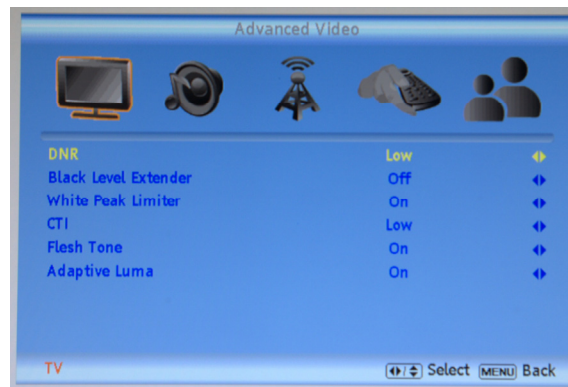 Advanced Video
DNR Low
Black Level Extender Off
White Peak Limiter On
CTI Low
Flesh Tone On
Adaptive Luma On
TV Select MENU Back